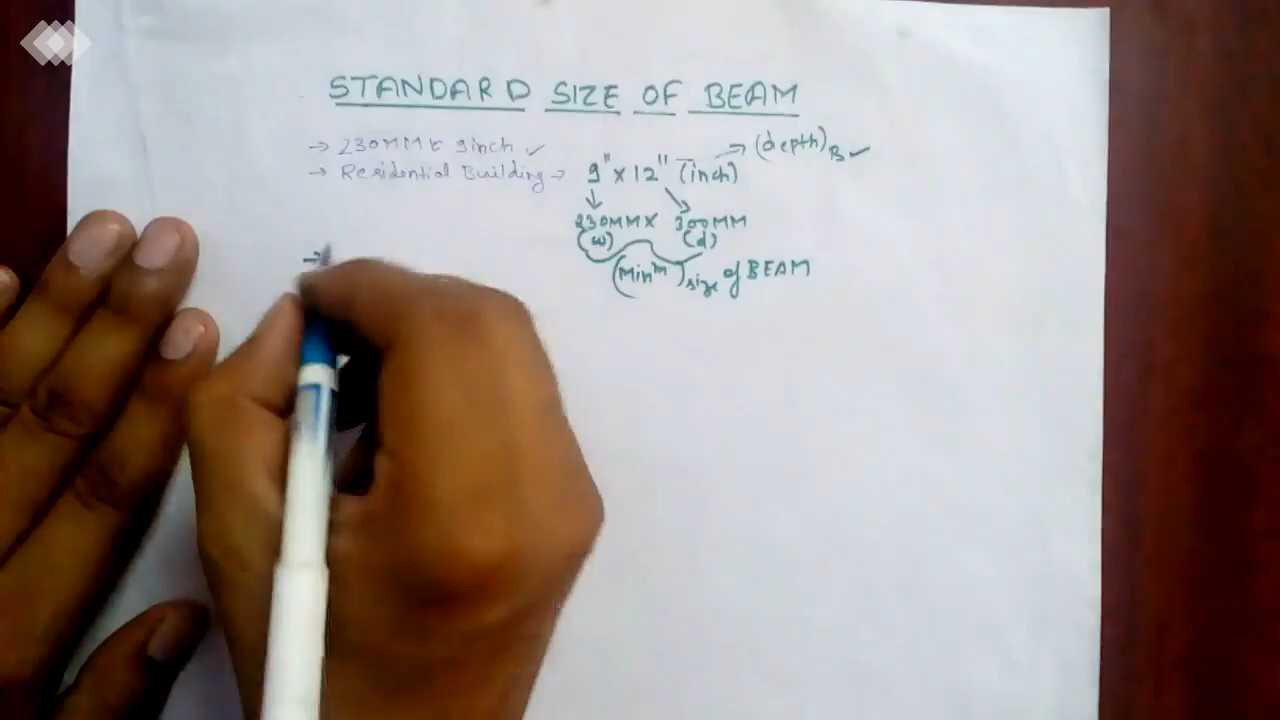 STANDARD SIZE OF BEAM
→ 230MM & 9inch ✓
→ (depth)B ✓
→ Residential Building → 9" x 12" (inch)
230MM X 300MM
(w) (d)
(Minm)size of BEAM
→